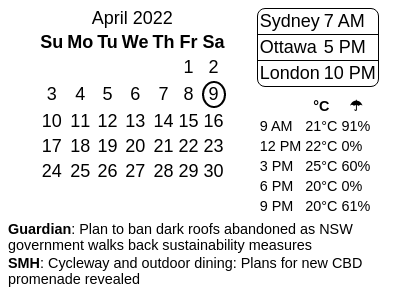 April 2022
Su Mo Tu We Th Fr Sa
1 2
3 4 5 6 7 8 9
10 11 12 13 14 15 16
17 18 19 20 21 22 23
24 25 26 27 28 29 30
Sydney 7 AM
Ottawa 5 PM
London 10 PM
°C ☂
9 AM 21°C 91%
12 PM 22°C 0%
3 PM 25°C 60%
6 PM 20°C 0%
9 PM 20°C 61%
Guardian: Plan to ban dark roofs abandoned as NSW
government walks back sustainability measures
SMH: Cycleway and outdoor dining: Plans for new CBD
promenade revealed